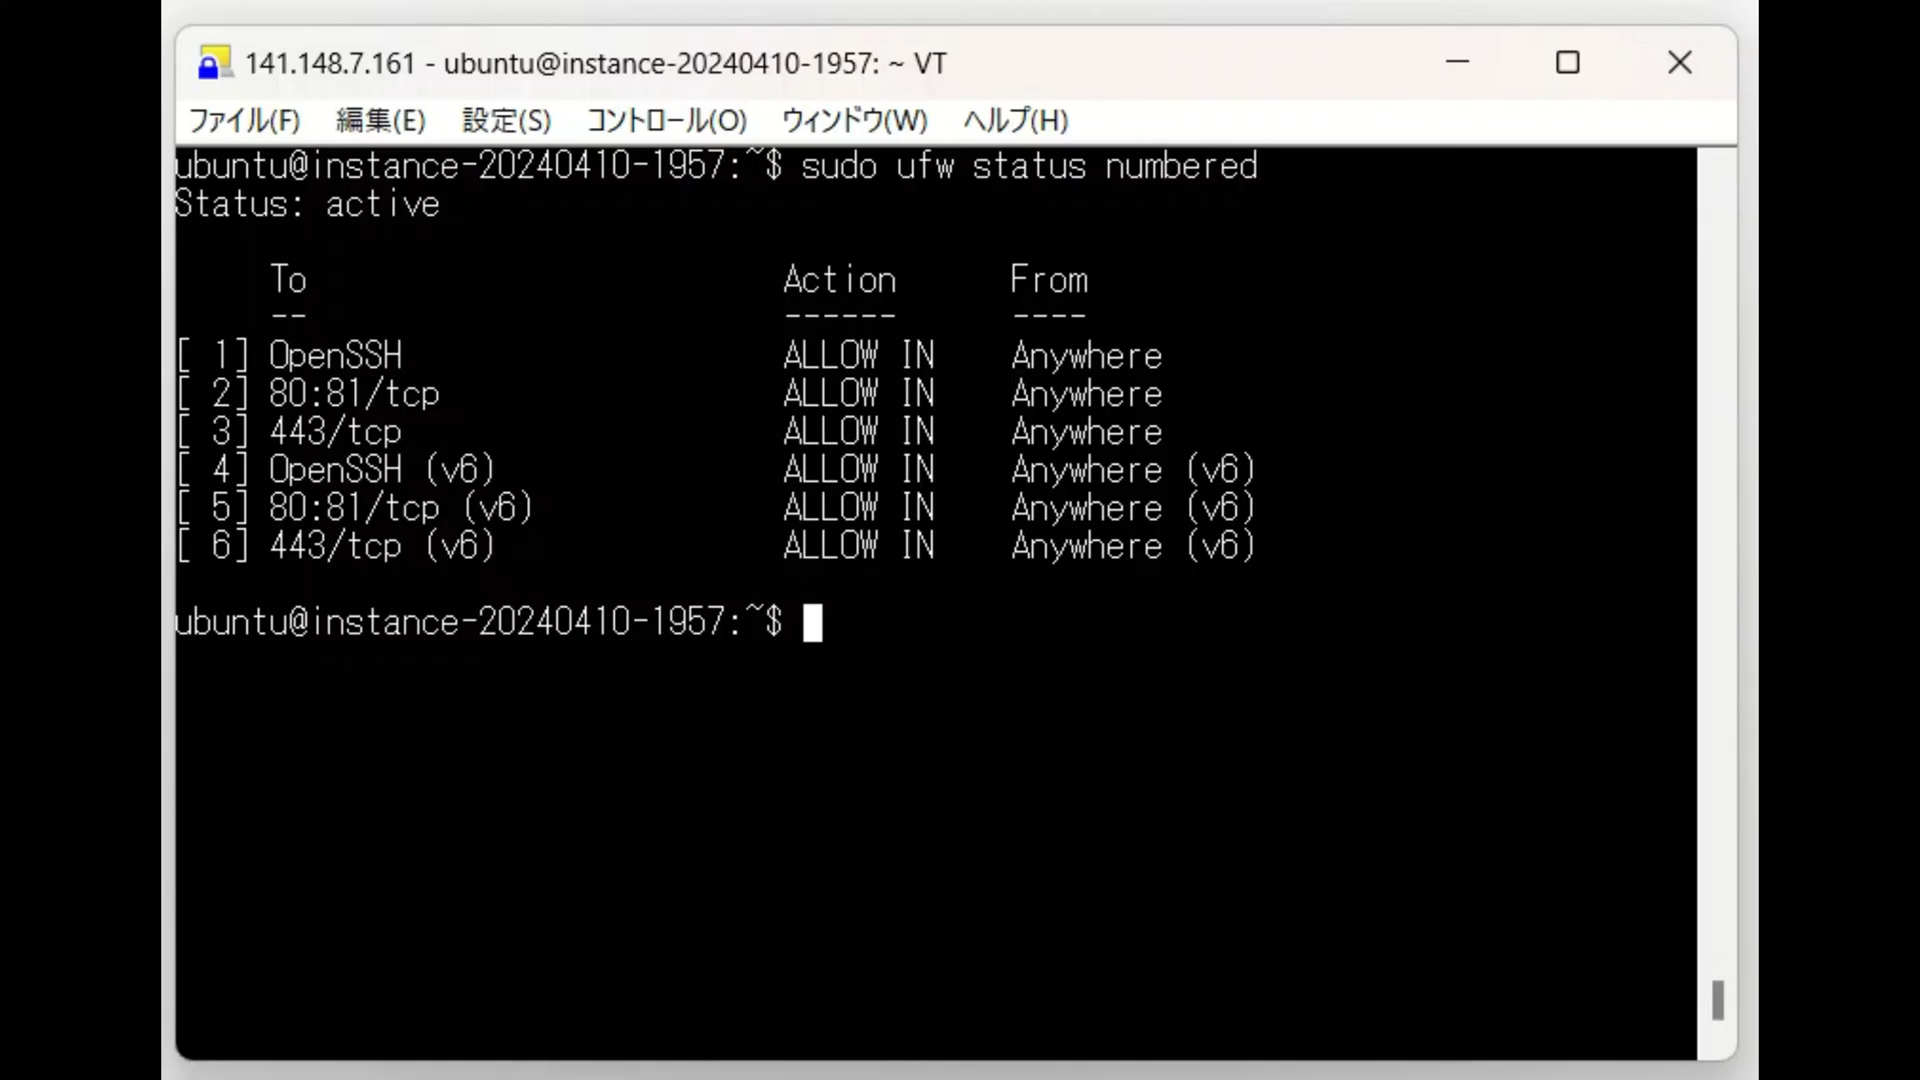 141.148.7.161 - ubuntu@instance-20240410-1957: ~ VT
ファイル(F) 編集(E) 設定(S) コントロール(O) ウィンドウ(W) ヘルプ(H)
ubuntu@instance-20240410-1957:~$ sudo ufw status numbered
Status: active
To Action From
-- ------ ----
[ 1] OpenSSH ALLOW IN Anywhere
[ 2] 80:81/tcp ALLOW IN Anywhere
[ 3] 443/tcp ALLOW IN Anywhere
[ 4] OpenSSH (v6) ALLOW IN Anywhere (v6)
[ 5] 80:81/tcp (v6) ALLOW IN Anywhere (v6)
[ 6] 443/tcp (v6) ALLOW IN Anywhere (v6)
ubuntu@instance-20240410-1957:~$